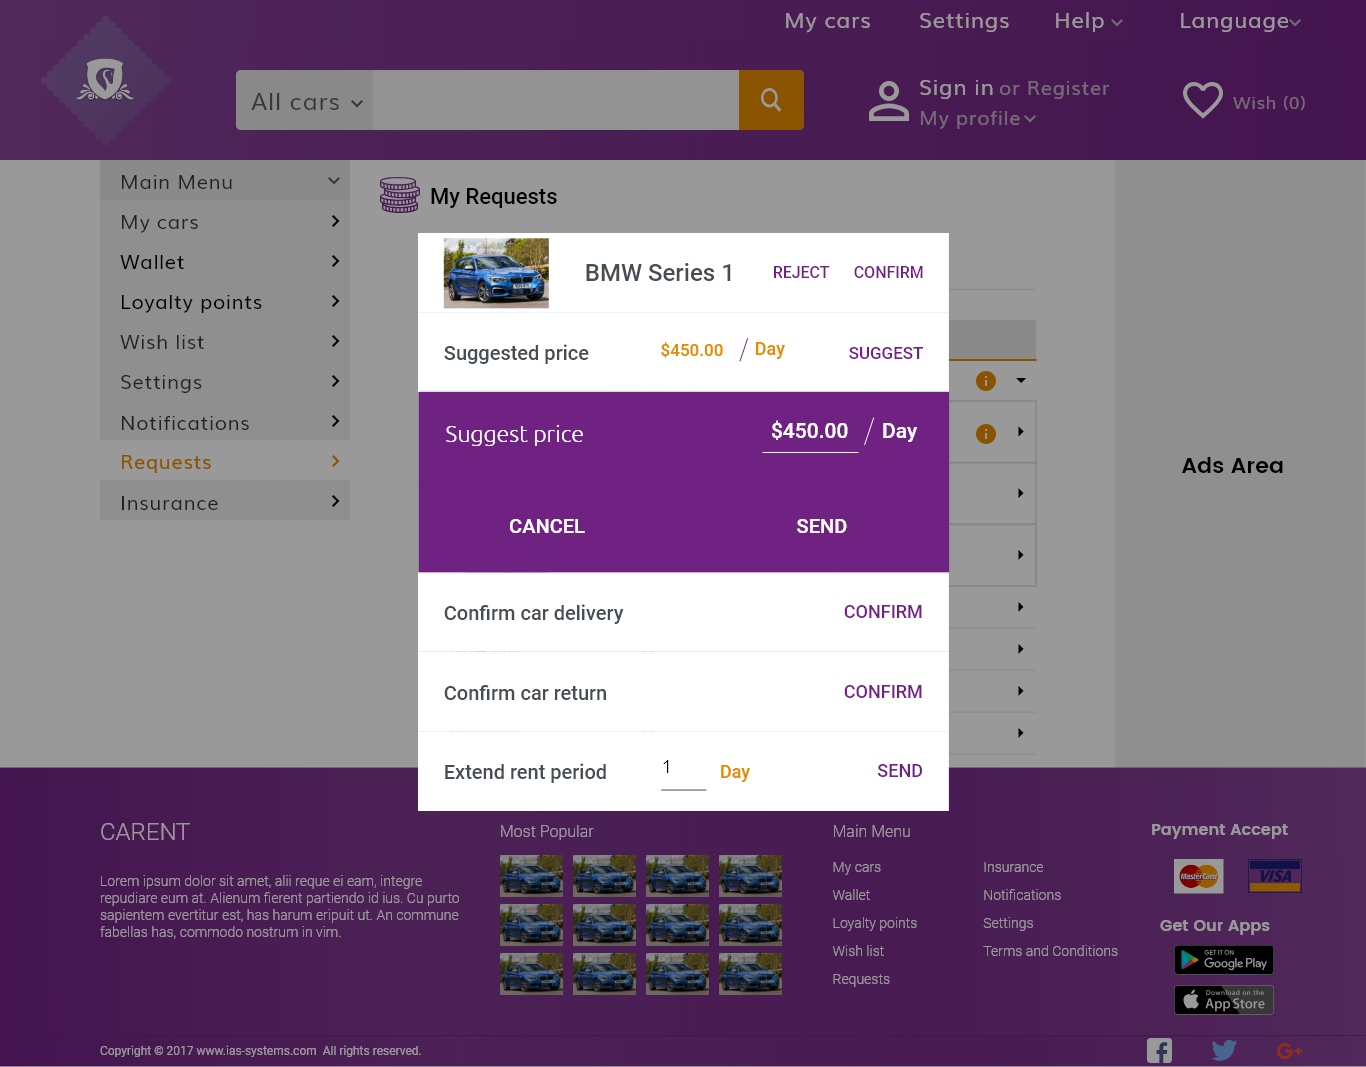 My cars
Settings
Help
Language
All cars
Sign in or Register
My profile
Wish (0)
Main Menu
My cars
Wallet
Loyalty points
Wish list
Settings
Notifications
Requests
Insurance
My Requests
BMW Series 1
REJECT
CONFIRM
Suggested price
$450.00 / Day
SUGGEST
Suggest price
$450.00 / Day
CANCEL
SEND
Confirm car delivery
CONFIRM
Confirm car return
CONFIRM
Extend rent period
1
Day
SEND
Ads Area
CARENT
Lorem ipsum dolor sit amet, alii reque ei eam, integre
repudiare eum at. Alienum fierent partiendo id ius. Cu purto
sapientem evertitur est, has harum eripuit ut. An commune
fabellas has, commodo nostrum in vim.
Most Popular
Main Menu
My cars
Wallet
Loyalty points
Wish list
Requests
Insurance
Notifications
Settings
Terms and Conditions
Payment Accept
MasterCard
VISA
Get Our Apps
GET IT ON
Google Play
Download on the
App Store
Copyright © 2017 www.ias-systems.com All rights reserved.